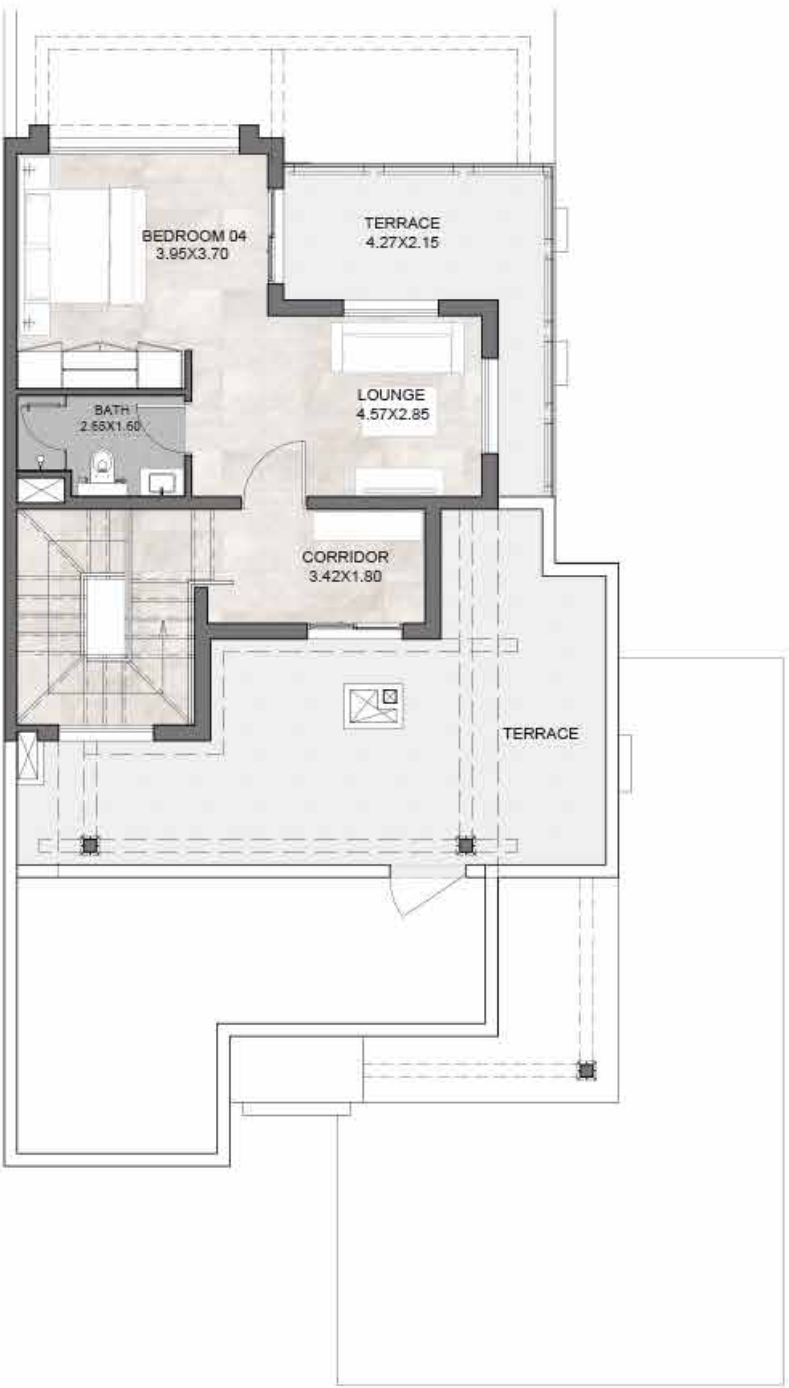 TERRACE
4.27X2.15
BEDROOM 04
3.95X3.70
LOUNGE
4.57X2.85
BATH
2.65X1.60
CORRIDOR
3.42X1.80
TERRACE